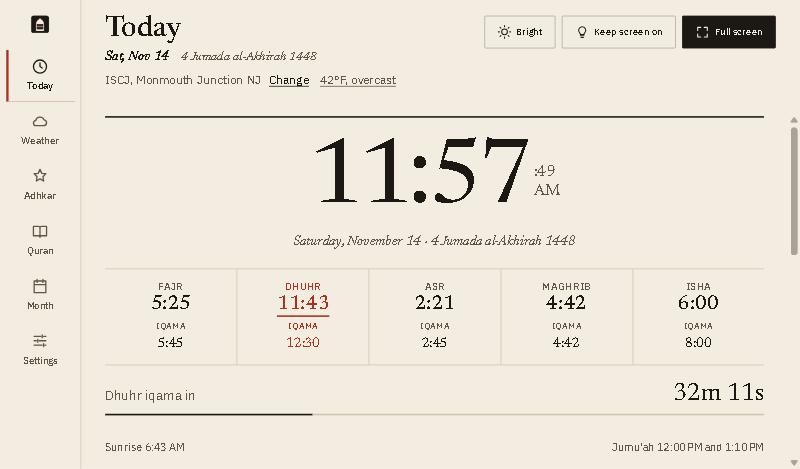 Today
Sat, Nov 14 4 Jumada al-Akhirah 1448
ISCJ, Monmouth Junction NJ Change 42°F, overcast
Bright
Keep screen on
Full screen
Today
Weather
Adhkar
Quran
Month
Settings
11:57 :49 AM
Saturday, November 14 · 4 Jumada al-Akhirah 1448
FAJR
5:25
IQAMA
5:45
DHUHR
11:43
IQAMA
12:30
ASR
2:21
IQAMA
2:45
MAGHRIB
4:42
IQAMA
4:42
ISHA
6:00
IQAMA
8:00
Dhuhr iqama in 32m 11s
Sunrise 6:43 AM
Jumu'ah 12:00 PM and 1:10 PM